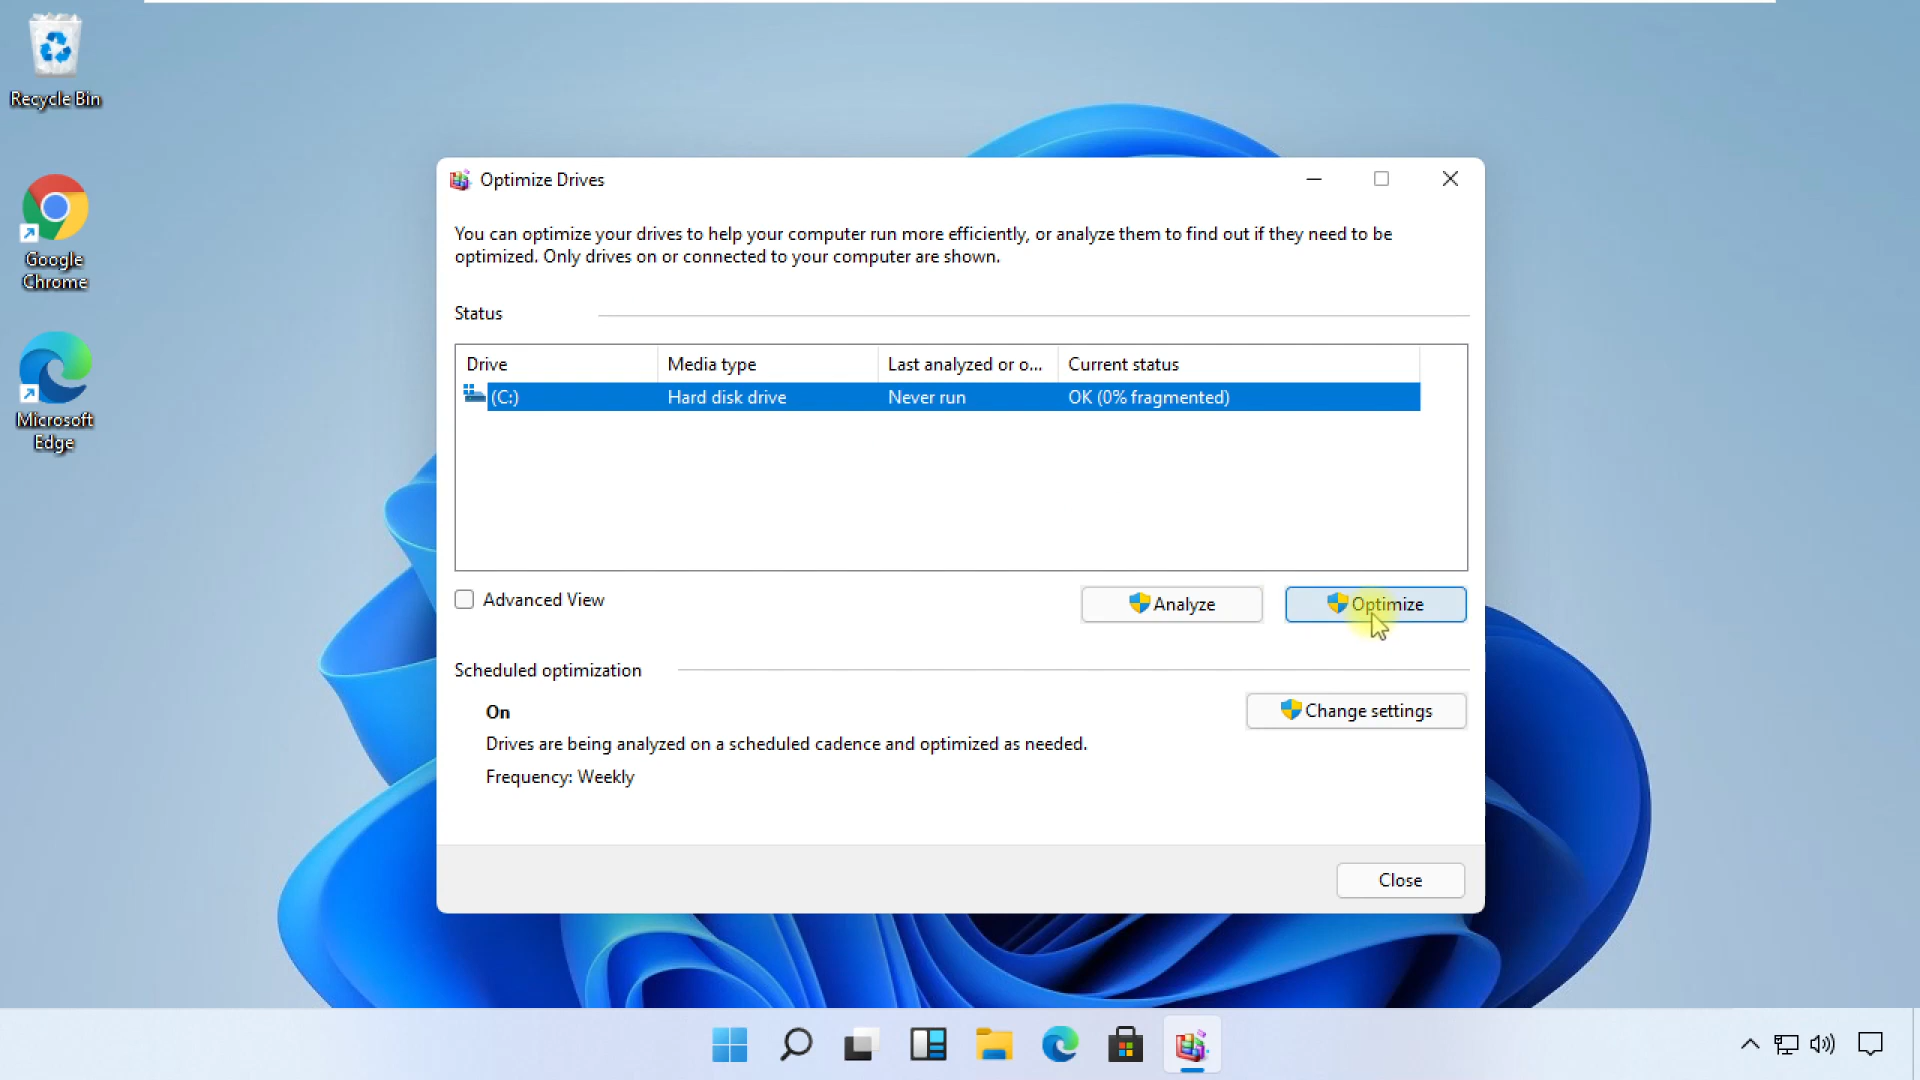 Recycle Bin
Google
Chrome
Microsoft
Edge
Optimize Drives
You can optimize your drives to help your computer run more efficiently, or analyze them to find out if they need to be
optimized. Only drives on or connected to your computer are shown.
Status
Drive Media type Last analyzed or o... Current status
(C:) Hard disk drive Never run OK (0% fragmented)
Advanced View Analyze Optimize
Scheduled optimization
On Change settings
Drives are being analyzed on a scheduled cadence and optimized as needed.
Frequency: Weekly
Close